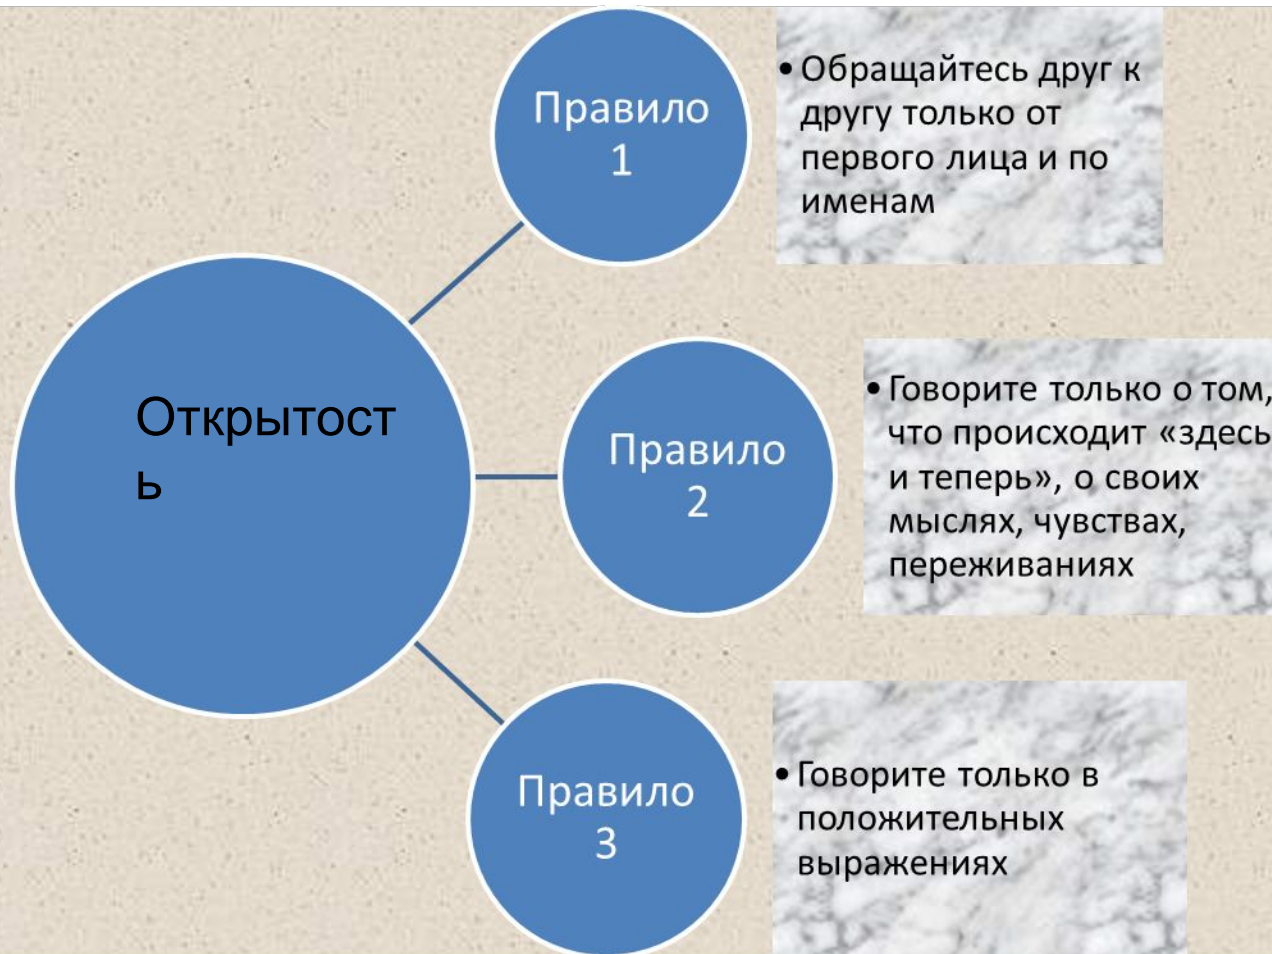 Правило
1
• Обращайтесь друг к
другу только от
первого лица и по
именам
Открытост
ь
Правило
2
• Говорите только о том,
что происходит «здесь
и теперь», о своих
мыслях, чувствах,
переживаниях
Правило
3
• Говорите только в
положительных
выражениях